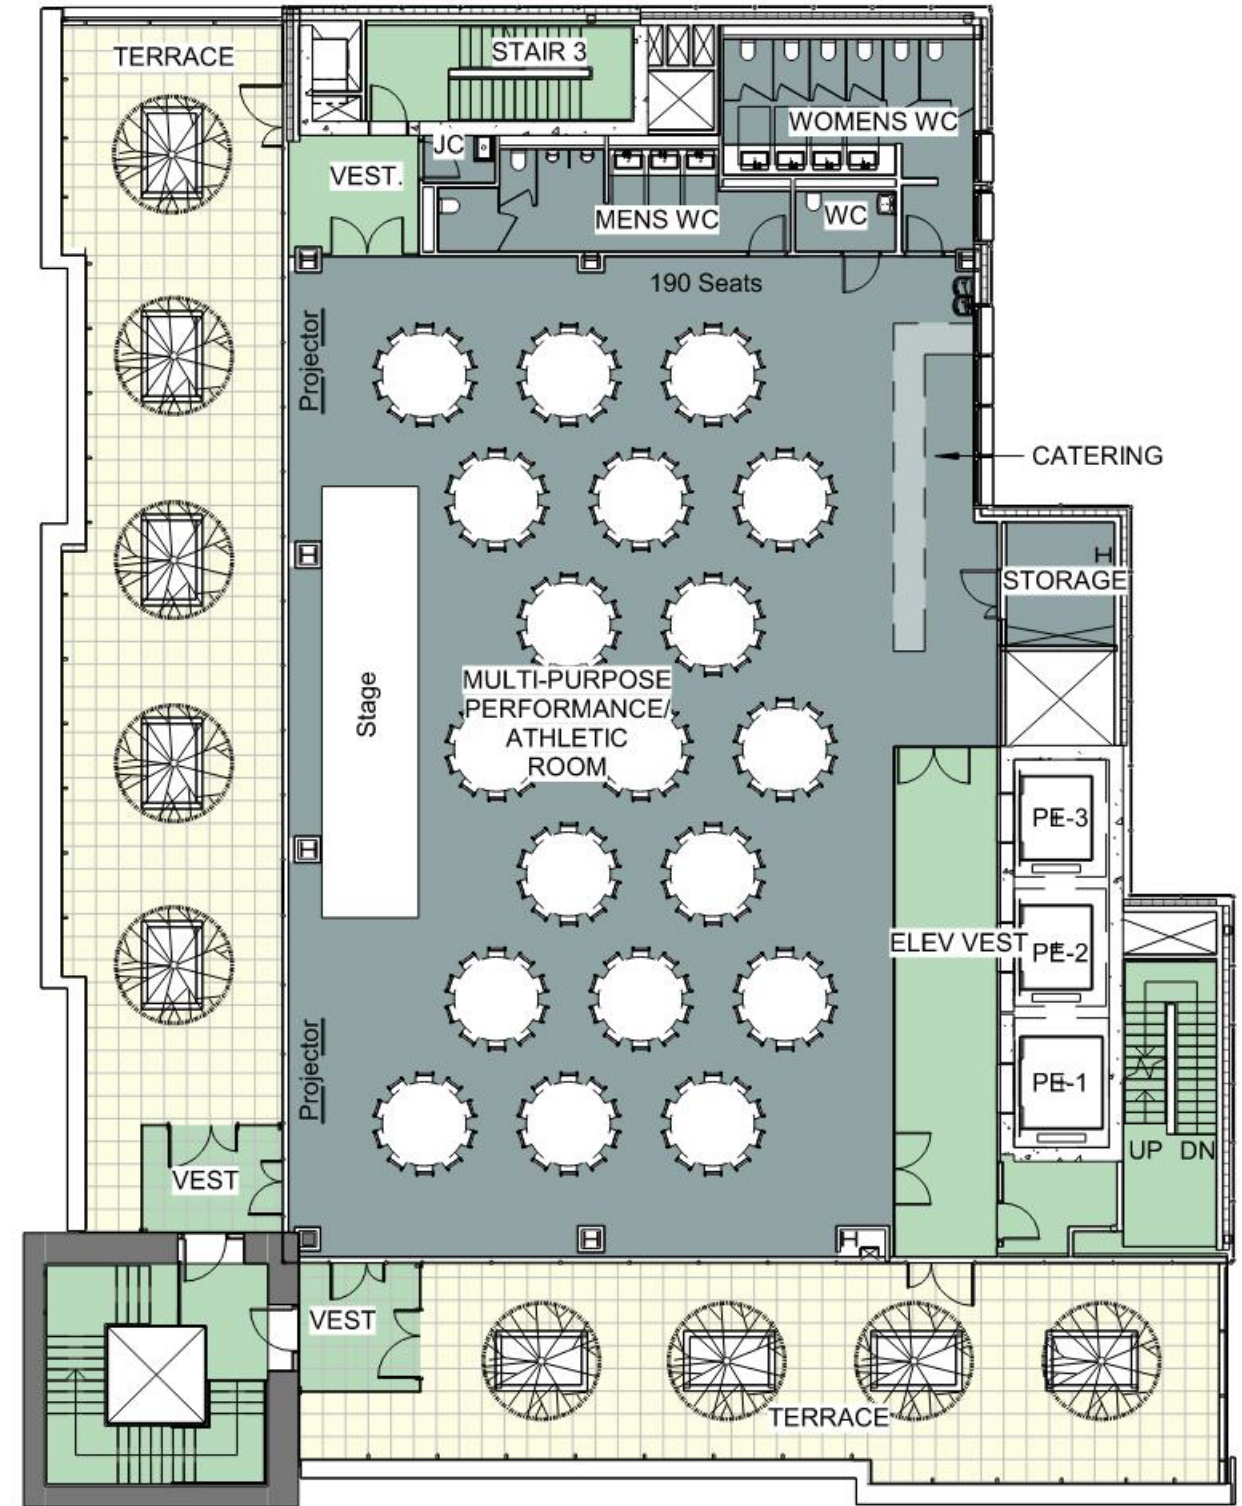 TERRACE
STAIR 3
WOMENS WC
JC
VEST.
MENS WC
WC
190 Seats
Projector
CATERING
STORAGE
Stage
MULTI-PURPOSE
PERFORMANCE/
ATHLETIC
ROOM
PE-3
ELEV VEST
PE-2
PE-1
Projector
UP DN
VEST
VEST
TERRACE